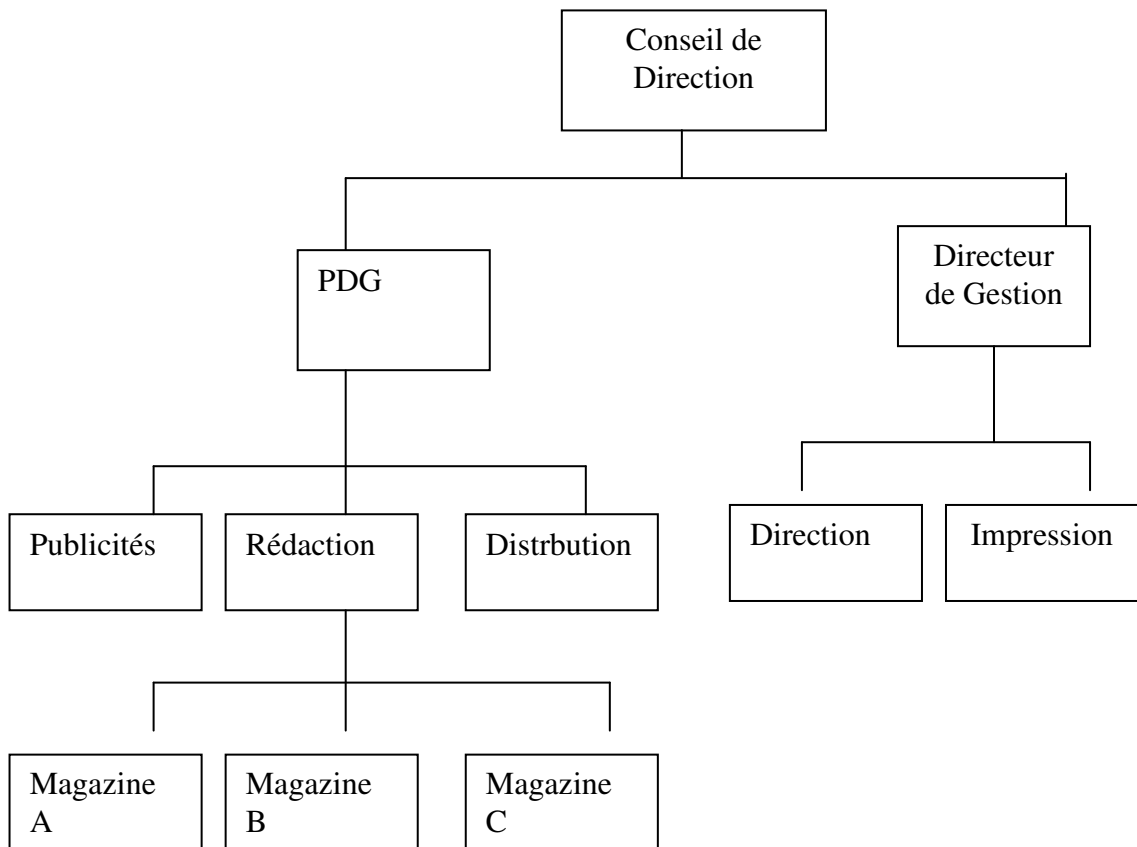 Conseil de
Direction
PDG
Directeur
de Gestion
Publicités
Rédaction
Distrbution
Direction
Impression
Magazine
A
Magazine
B
Magazine
C